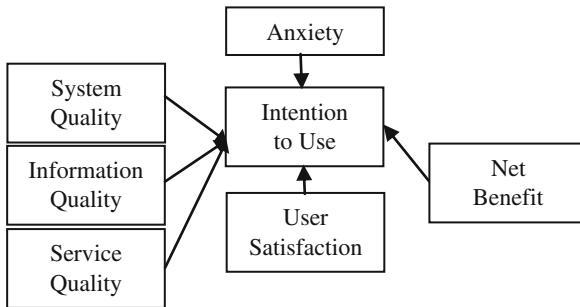 Anxiety
System
Quality
Intention
to Use
Information
Quality
Net
Benefit
User
Satisfaction
Service
Quality